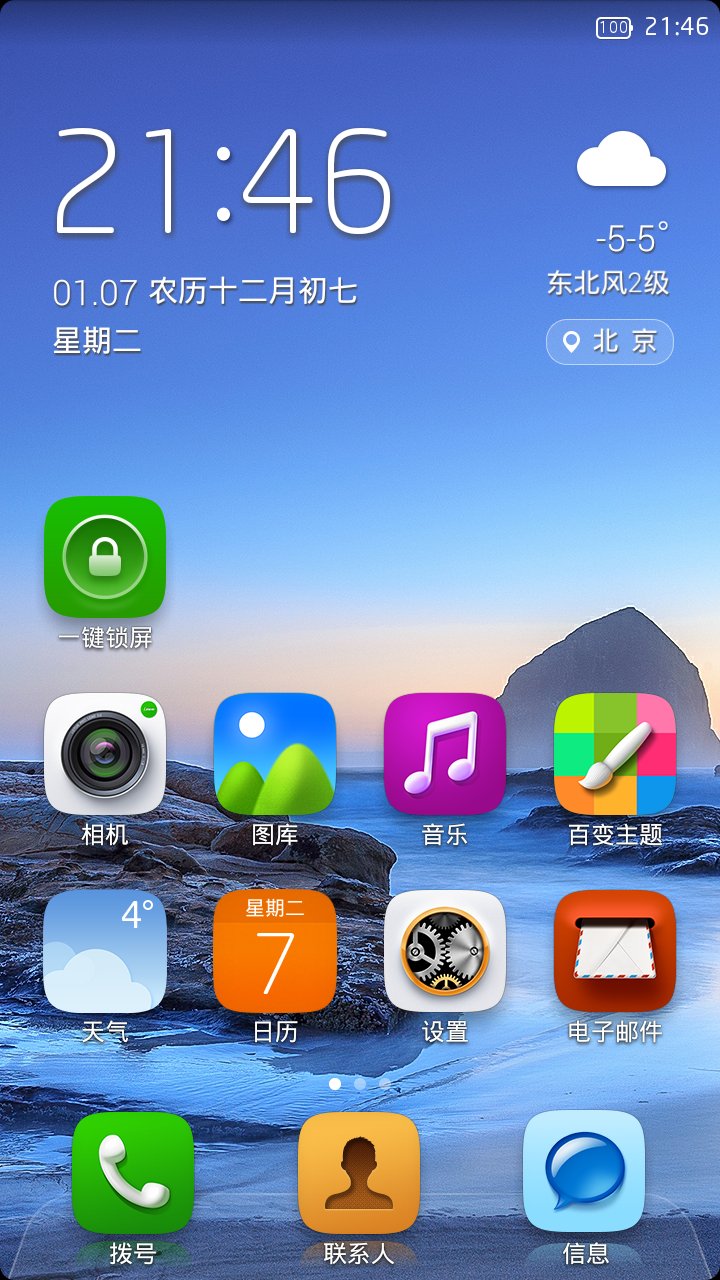 100 21:46
21:46
-5-5°
01.07 农历十二月初七
东北风2级
星期二
北 京
一键锁屏
相机
图库
音乐
百变主题
4°
星期二
7
天气
日历
设置
电子邮件
拨号
联系人
信息